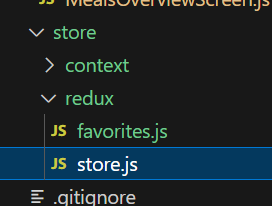 MealsOverviewScreen.js
store
context
redux
JS favorites.js
JS store.js
.gitignore